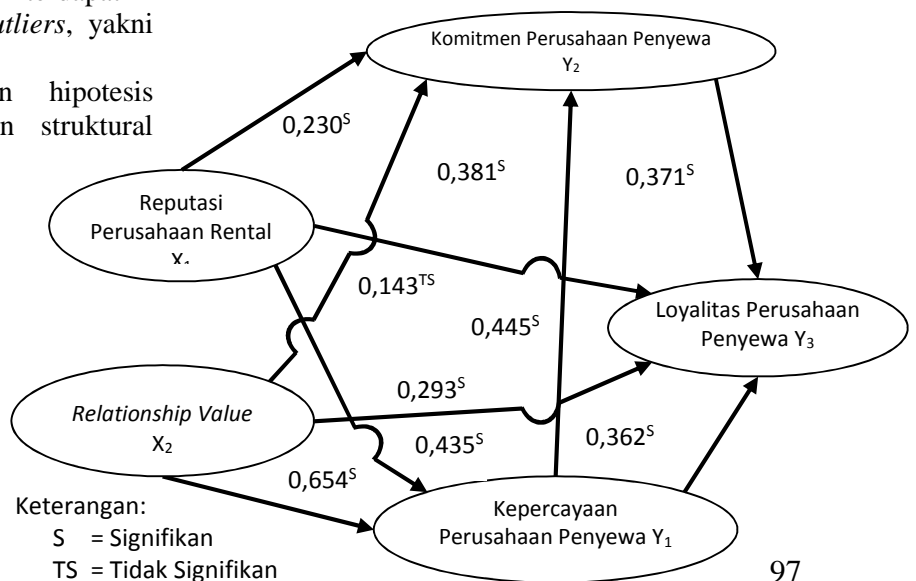 utliers, yakni
n hipotesis
n struktural
Komitmen Perusahaan Penyewa
Y₂
0,230ˢ
0,381ˢ
0,371ˢ
Reputasi
Perusahaan Rental
0,143ᵀˢ
0,445ˢ
Loyalitas Perusahaan
Penyewa Y₃
0,293ˢ
Relationship Value
X₂
0,435ˢ
0,362ˢ
0,654ˢ
Kepercayaan
Perusahaan Penyewa Y₁
Keterangan:
S = Signifikan
TS = Tidak Signifikan
97